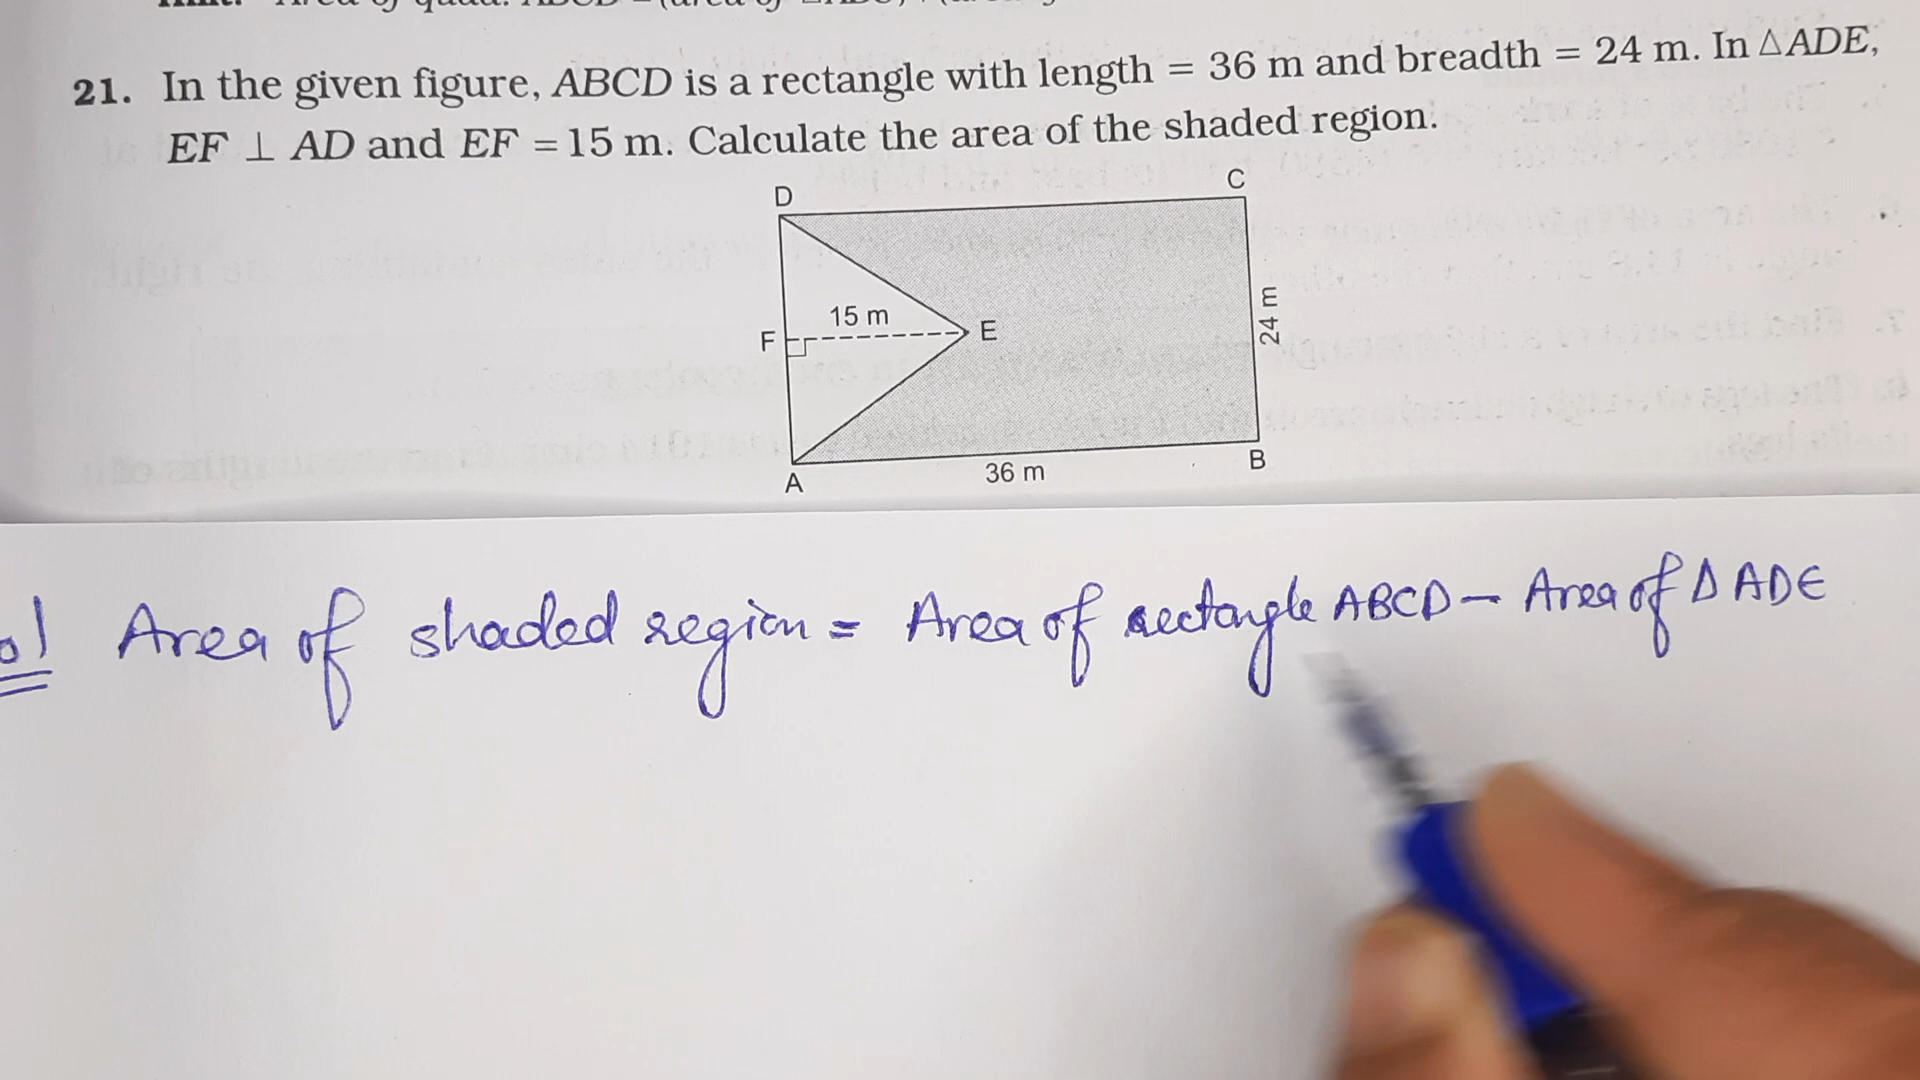 21. In the given figure, ABCD is a rectangle with length = 36 m and breadth = 24 m. In △ADE,
EF ⊥ AD and EF = 15 m. Calculate the area of the shaded region.
D
C
15 m
F
E
24 m
A
36 m
B
Area of shaded region = Area of rectangle ABCD - Area of Δ ADE